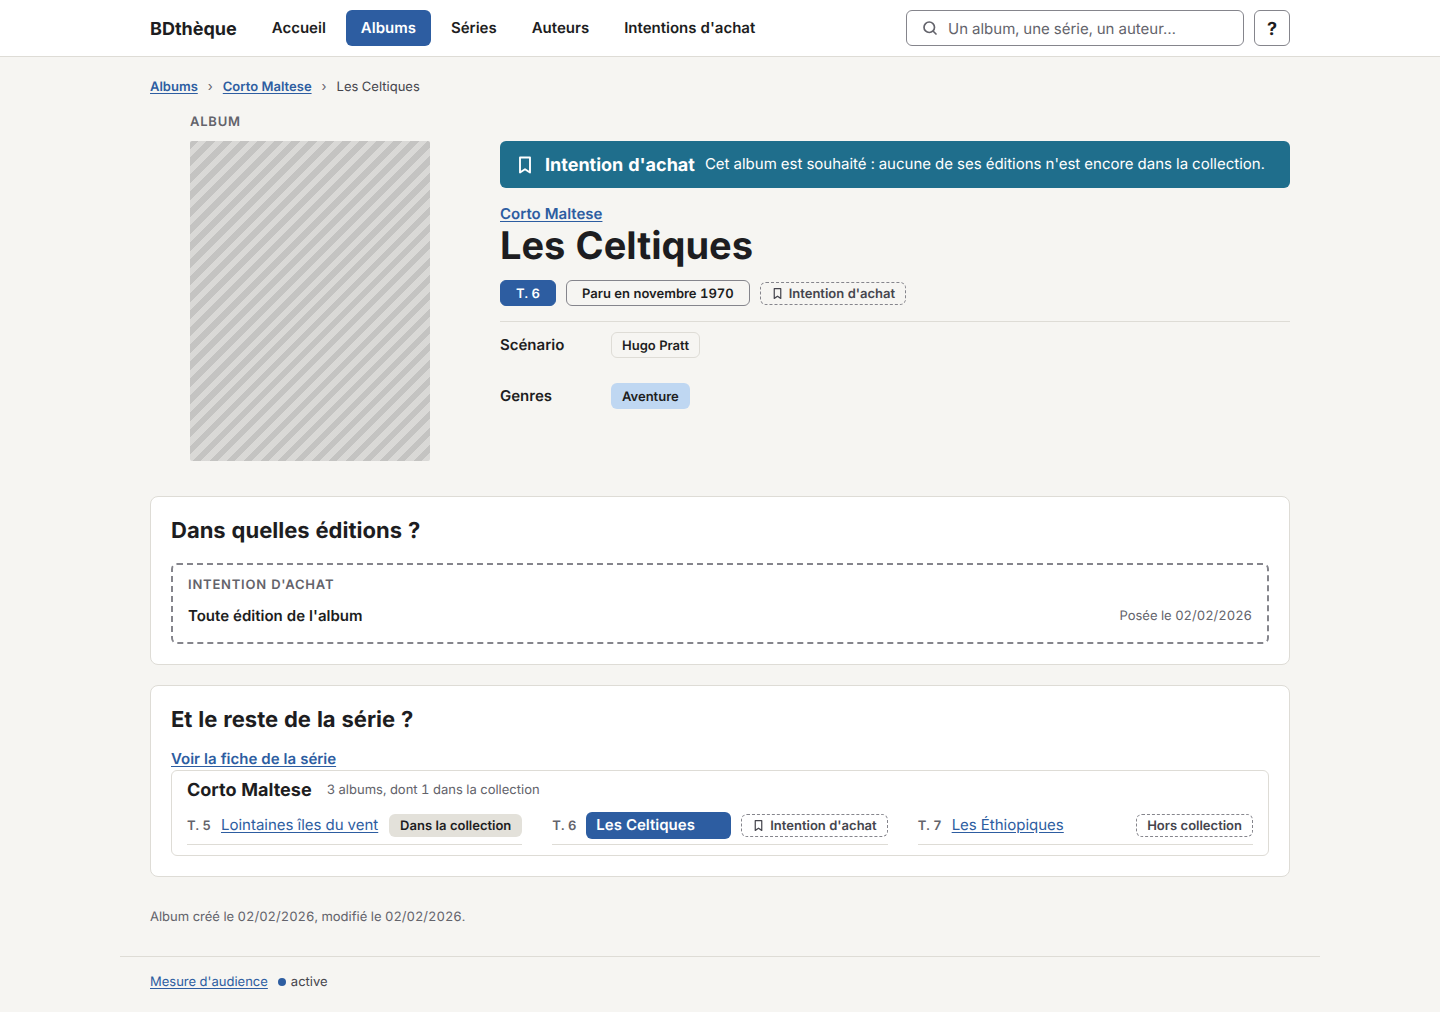 BDthèque Accueil Albums Séries Auteurs Intentions d'achat Un album, une série, un auteur... ?
Albums › Corto Maltese › Les Celtiques
ALBUM
Intention d'achat Cet album est souhaité : aucune de ses éditions n'est encore dans la collection.
Corto Maltese
Les Celtiques
T. 6 Paru en novembre 1970 Intention d'achat
Scénario Hugo Pratt
Genres Aventure
Dans quelles éditions ?
INTENTION D'ACHAT
Toute édition de l'album Posée le 02/02/2026
Et le reste de la série ?
Voir la fiche de la série
Corto Maltese 3 albums, dont 1 dans la collection
T. 5 Lointaines îles du vent Dans la collection T. 6 Les Celtiques Intention d'achat T. 7 Les Éthiopiques Hors collection
Album créé le 02/02/2026, modifié le 02/02/2026.
Mesure d'audience active